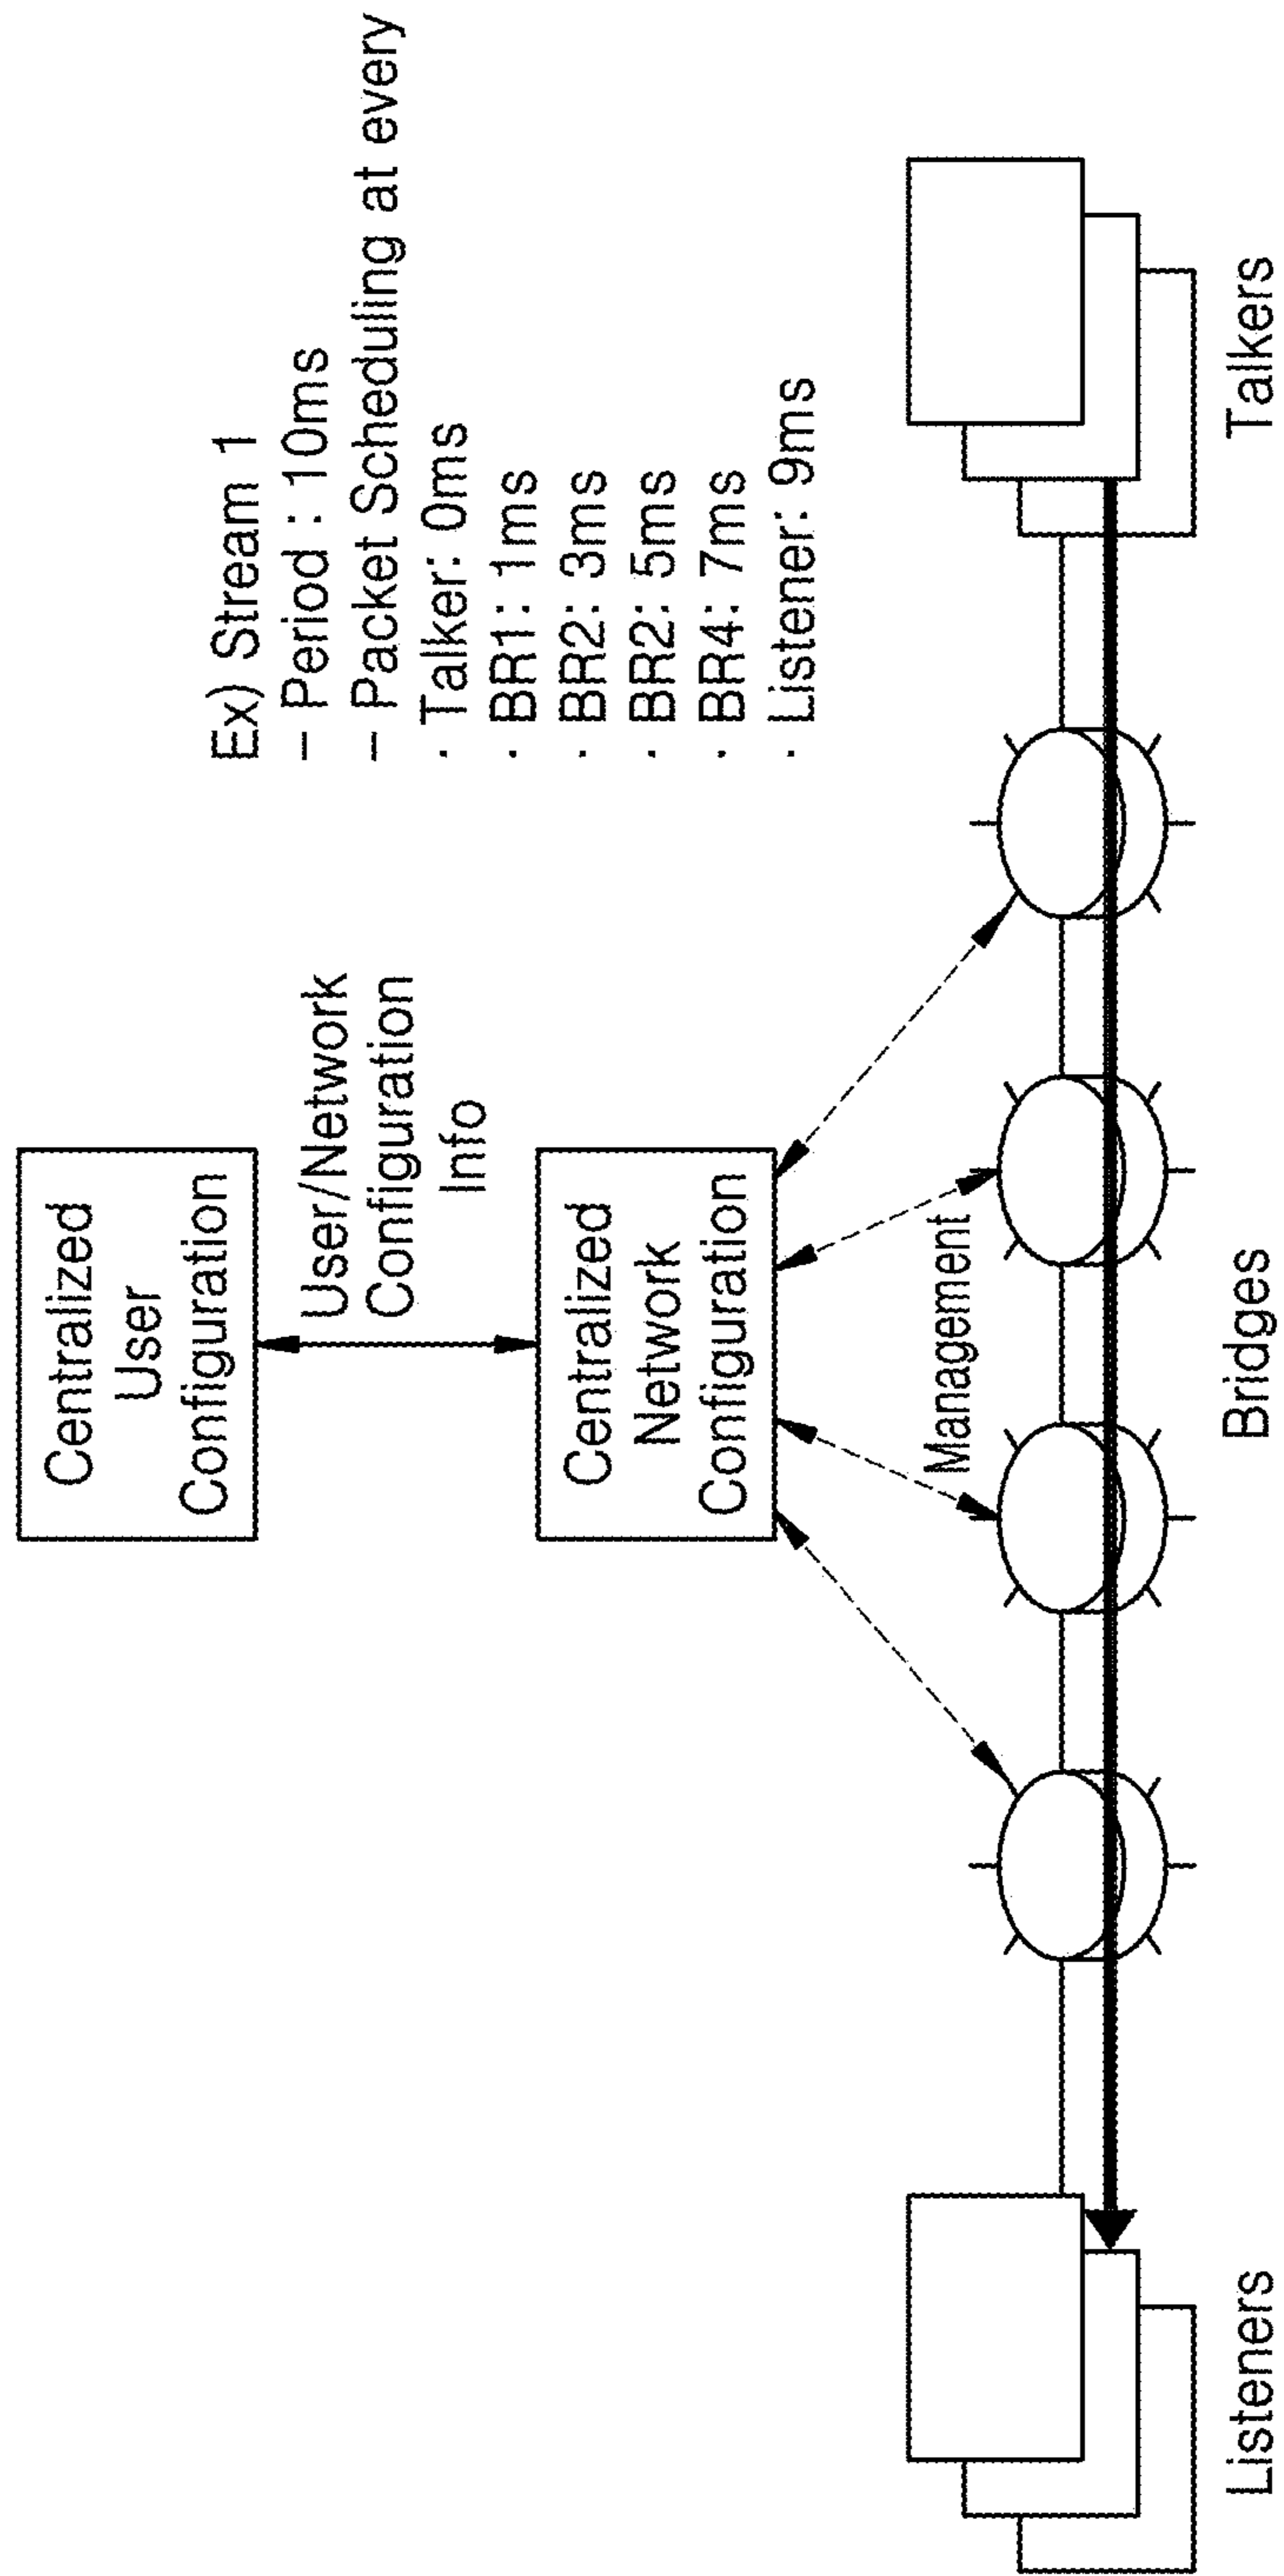 Centralized
User
Configuration
User/Network
Configuration
Info
Centralized
Network
Configuration
Ex) Stream 1
– Period : 10ms
– Packet Scheduling at every
· Talker: 0ms
· BR1: 1ms
· BR2: 3ms
· BR2: 5ms
· BR4: 7ms
· Listener: 9ms
Management
Listeners
Bridges
Talkers